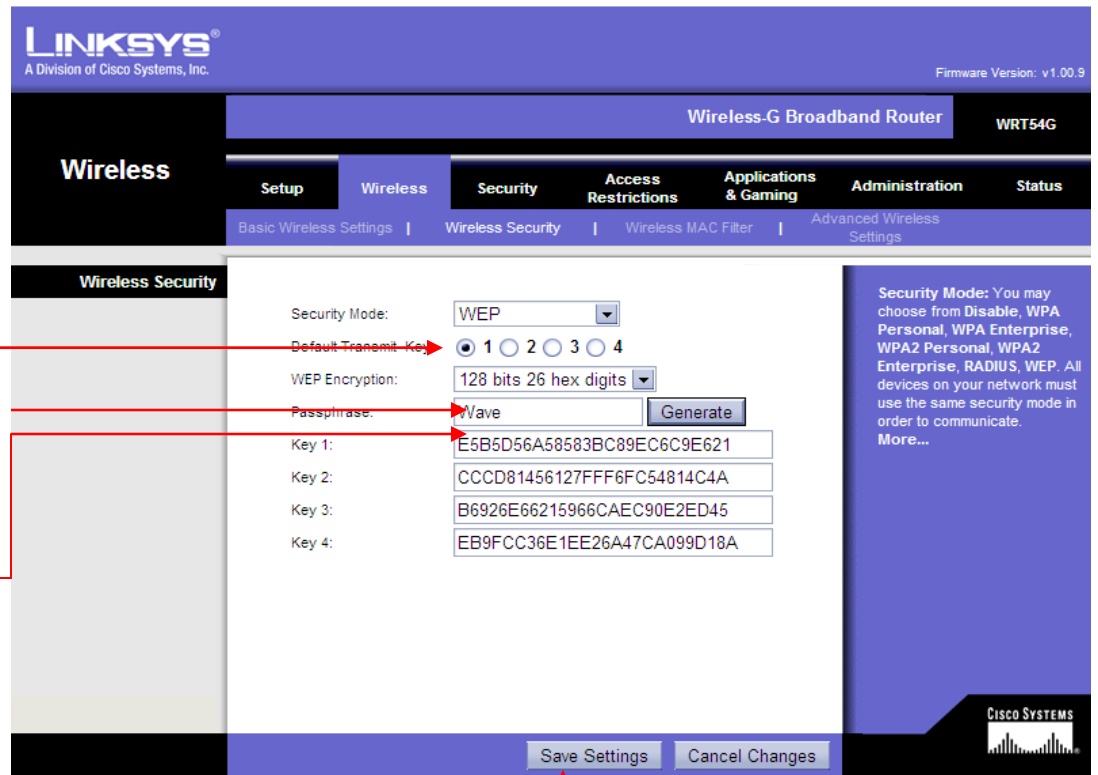 LINKSYS®
A Division of Cisco Systems, Inc.
Firmware Version: v1.00.9
Wireless-G Broadband Router
WRT54G
Wireless
Setup
Wireless
Security
Access
Restrictions
Applications
& Gaming
Administration
Status
Basic Wireless Settings |
Wireless Security |
Wireless MAC Filter |
Advanced Wireless
Settings
Wireless Security
Security Mode: WEP
Default Transmit Key 1 2 3 4
WEP Encryption: 128 bits 26 hex digits
Passphrase: Wave Generate
Key 1: E5B5D56A58583BC89EC6C9E621
Key 2: CCCD81456127FFF6FC54814C4A
Key 3: B6926E66215966CAEC90E2ED45
Key 4: EB9FCC36E1EE26A47CA099D18A
Security Mode: You may
choose from Disable, WPA
Personal, WPA Enterprise,
WPA2 Personal, WPA2
Enterprise, RADIUS, WEP. All
devices on your network must
use the same security mode in
order to communicate.
More...
Save Settings
Cancel Changes
CISCO SYSTEMS